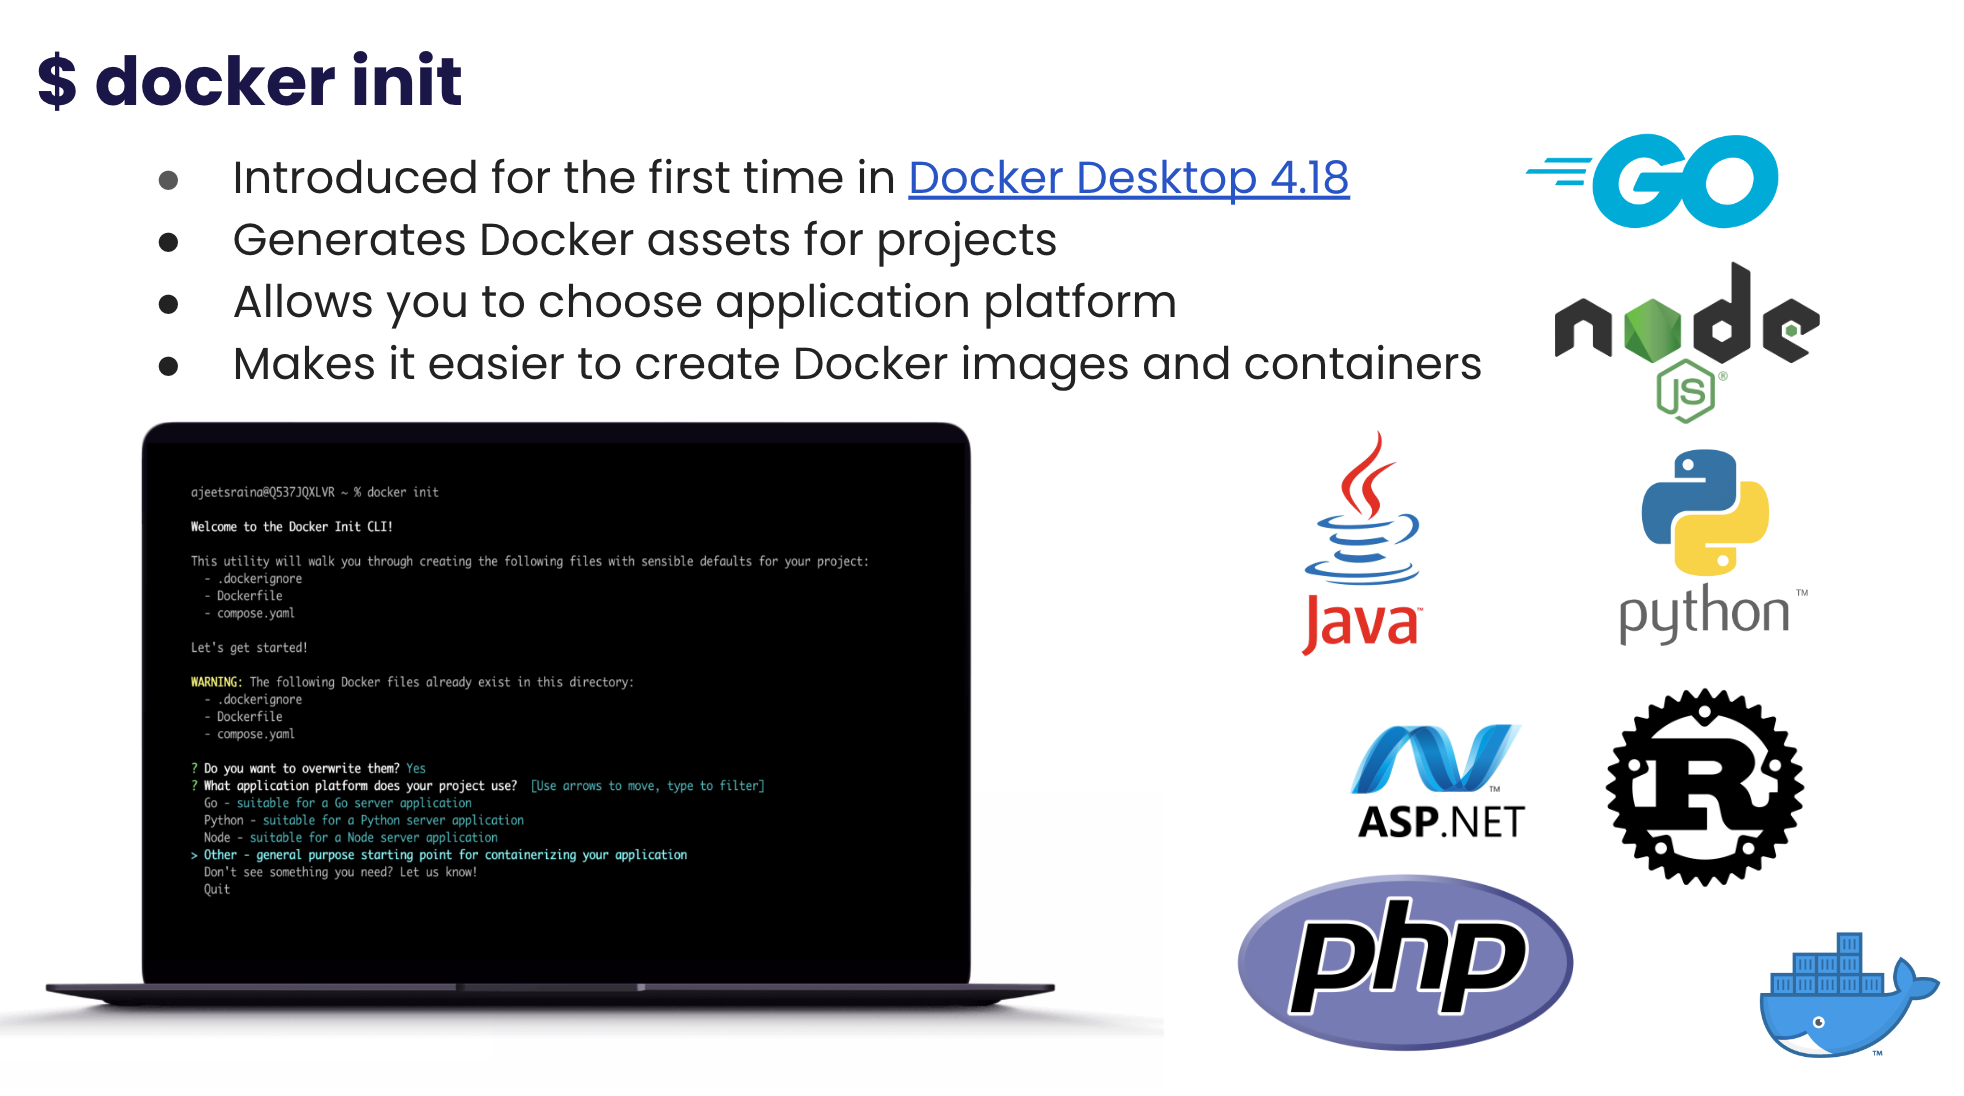 $ docker init
● Introduced for the first time in Docker Desktop 4.18
● Generates Docker assets for projects
● Allows you to choose application platform
● Makes it easier to create Docker images and containers
ajeetsraina@Q537JQXLVR ~ % docker init
Welcome to the Docker Init CLI!
This utility will walk you through creating the following files with sensible defaults for your project:
- .dockerignore
- Dockerfile
- compose.yaml
Let's get started!
WARNING: The following Docker files already exist in this directory:
- .dockerignore
- Dockerfile
- compose.yaml
? Do you want to overwrite them? Yes
? What application platform does your project use? [Use arrows to move, type to filter]
Go - suitable for a Go server application
Python - suitable for a Python server application
Node - suitable for a Node server application
> Other - general purpose starting point for containerizing your application
Don't see something you need? Let us know!
Quit
GO
node
JS®
Java™
python™
™
ASP.NET
R
php
™